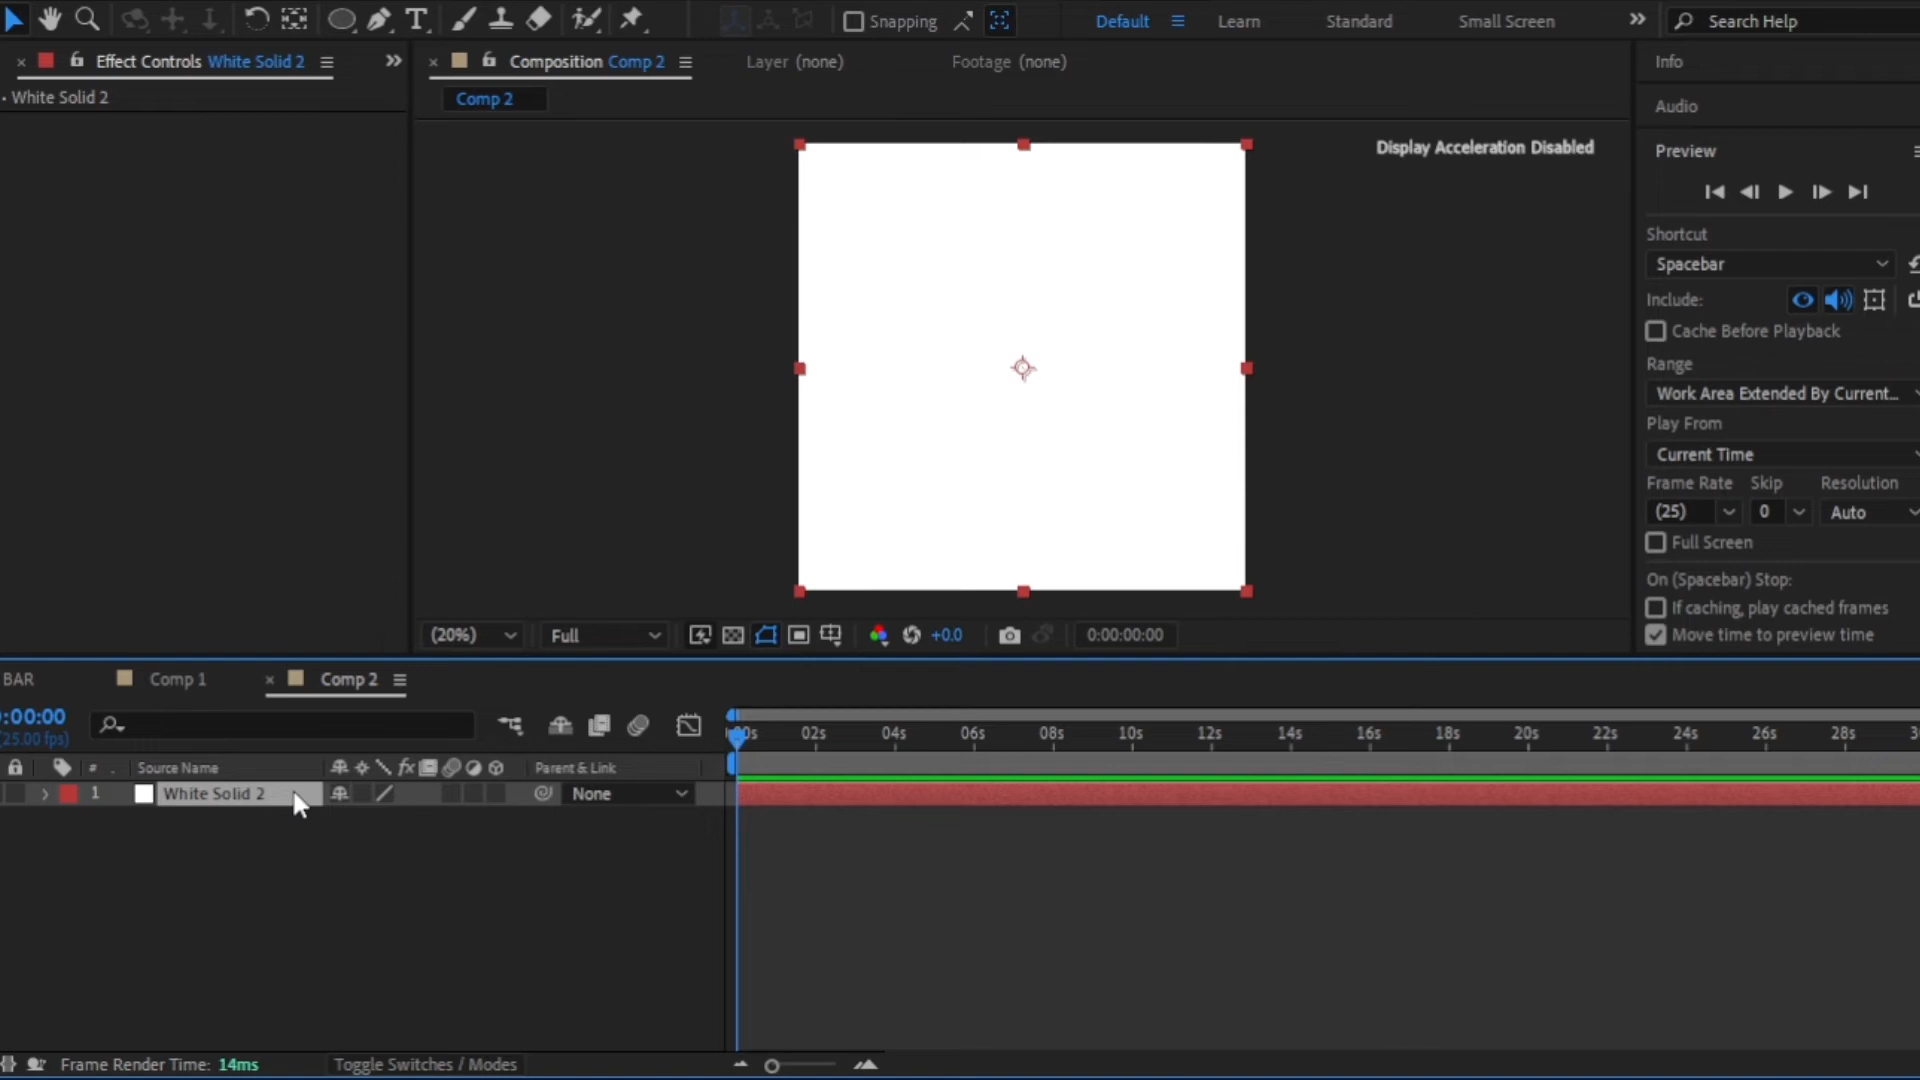 Snapping
Default
Learn
Standard
Small Screen
Search Help
Effect Controls White Solid 2
Composition Comp 2
Layer (none)
Footage (none)
Info
White Solid 2
Comp 2
Audio
Display Acceleration Disabled
Preview
Shortcut
Spacebar
Include:
Cache Before Playback
Range
Work Area Extended By Current...
Play From
Current Time
Frame Rate Skip Resolution
(25) 0 Auto
Full Screen
On (Spacebar) Stop:
If caching, play cached frames
Move time to preview time
(20%) Full +0.0 0:00:00:00
BAR Comp 1 Comp 2
:00:00
(25.00 fps)
02s 04s 06s 08s 10s 12s 14s 16s 18s 20s 22s 24s 26s 28s
# . Source Name fx Parent & Link
1 White Solid 2 None
Frame Render Time: 14ms Toggle Switches / Modes